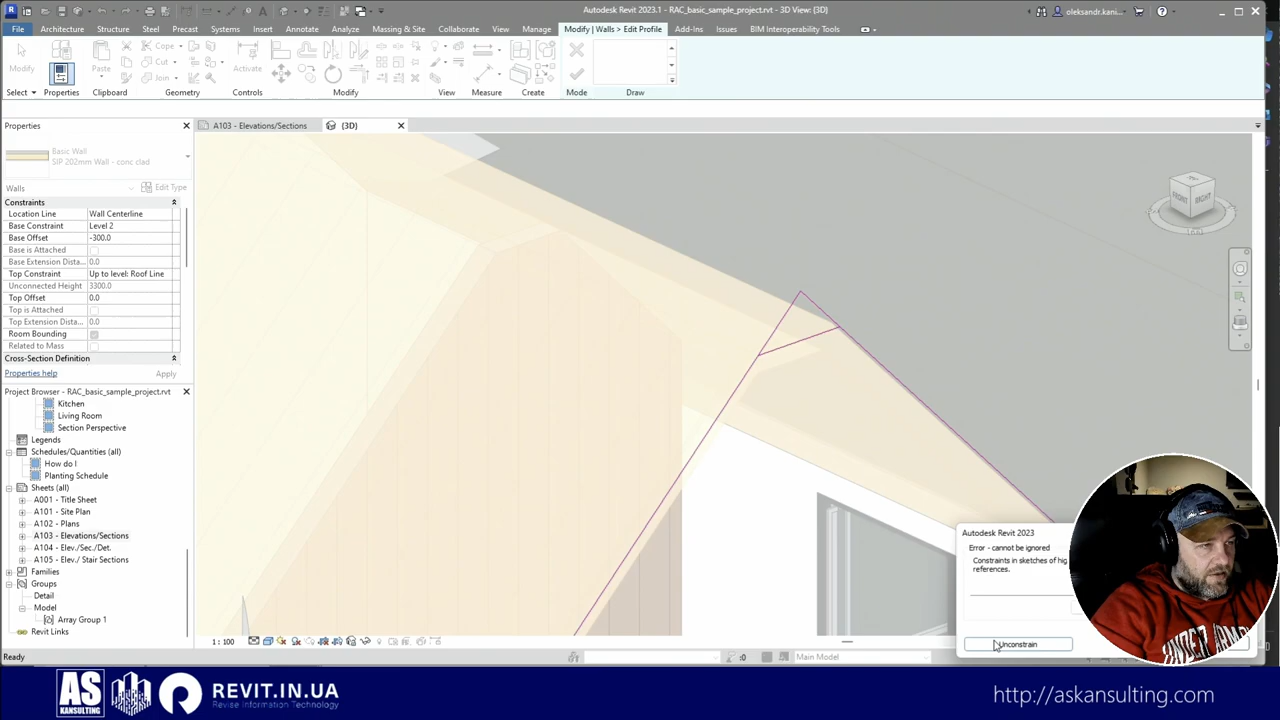 Autodesk Revit 2023.1 - RAC_basic_sample_project.rvt - 3D View: {3D}
oleksandr.kani...
File Architecture Structure Steel Precast Systems Insert Annotate Analyze Massing & Site Collaborate View Manage Modify | Walls > Edit Profile Add-Ins Issues BIM Interoperability Tools
Modify
Paste
Cope
Cut
Join
Activate
Select Properties Clipboard Geometry Controls Modify View Measure Create Mode Draw
Properties
A103 - Elevations/Sections
{3D}
Basic Wall
SIP 202mm Wall - conc clad
Walls
Edit Type
Constraints
Location Line Wall Centerline
Base Constraint Level 2
Base Offset -300.0
Base is Attached
Base Extension Dista... 0.0
Top Constraint Up to level: Roof Line
Unconnected Height 3300.0
Top Offset 0.0
Top is Attached
Top Extension Dista... 0.0
Room Bounding
Related to Mass
Cross-Section Definition
Properties help
Apply
Project Browser - RAC_basic_sample_project.rvt
Kitchen
Living Room
Section Perspective
Legends
Schedules/Quantities (all)
How do I
Planting Schedule
Sheets (all)
A001 - Title Sheet
A101 - Site Plan
A102 - Plans
A103 - Elevations/Sections
A104 - Elev./Sec./Det.
A105 - Elev./ Stair Sections
Families
Groups
Detail
Model
Array Group 1
Revit Links
FRONT
RIGHT
Autodesk Revit 2023
Error - cannot be ignored
Constraints in sketches of hig
references.
Unconstrain
1 : 100
Ready
:0
Main Model
UNDER ARMOUR
AS
KANSULTING
REVIT.IN.UA
Revise Information Technology
http://askansulting.com